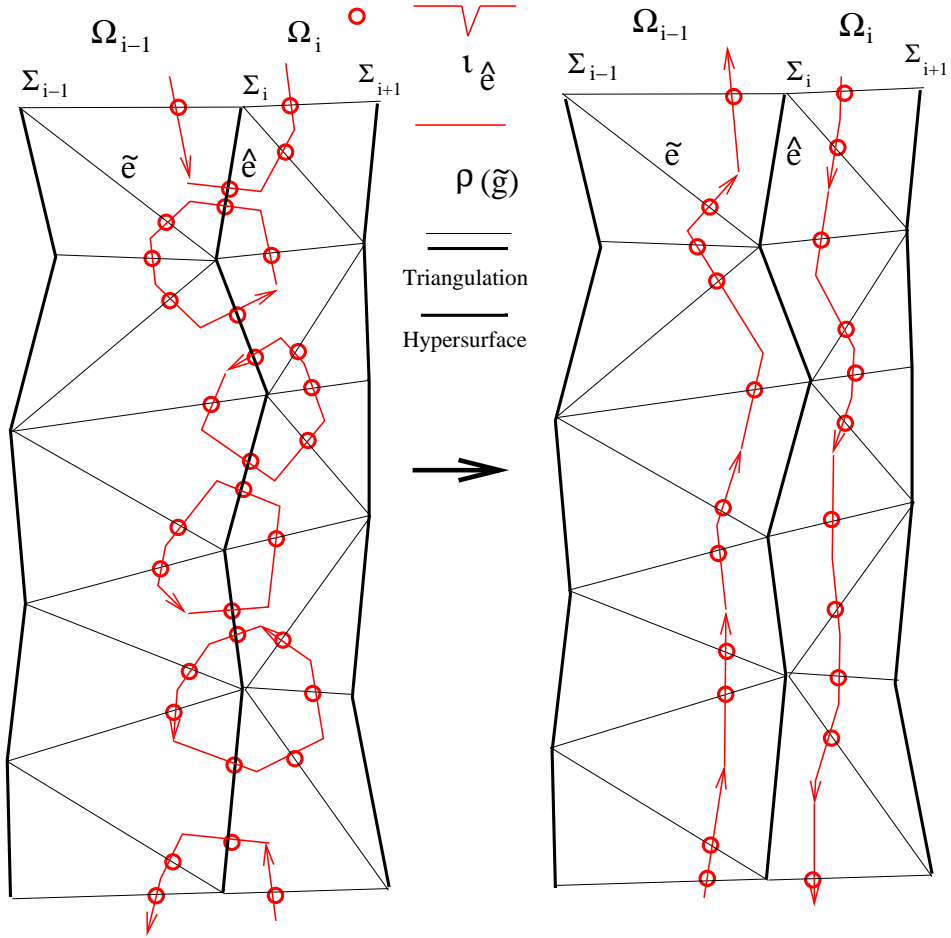 Ω_{i−1} Ω_i
Σ_{i−1} Σ_i Σ_{i+1}
ẽ ê
ι_ê
ρ(g̃)
Triangulation
Hypersurface
Ω_{i−1} Ω_i
Σ_{i−1} Σ_i Σ_{i+1}
ẽ ê